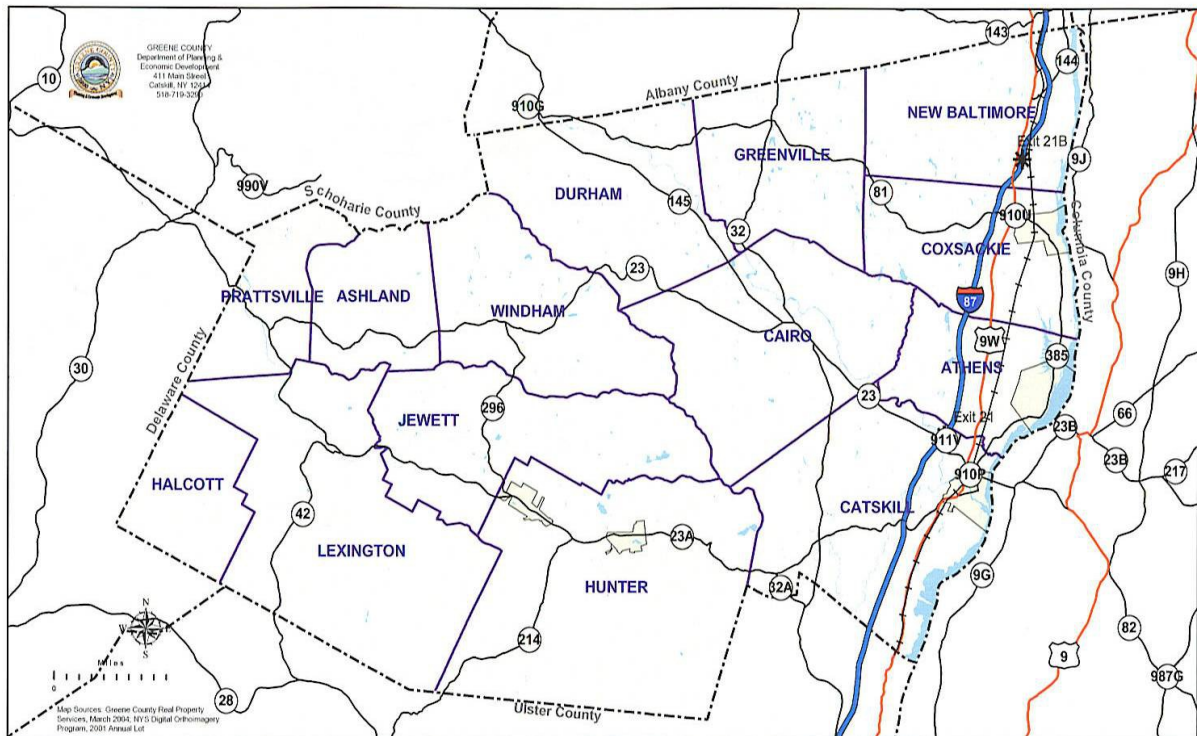 GREENE COUNTY
Department of Planning &
Economic Development
411 Main Street
Catskill, NY 12414
143
10
144
Albany County
910G
NEW BALTIMORE
GREENVILLE
Exit 21B
9J
990V
DURHAM
81
Schoharie County
145
910U
32
Columbia County
COXSACKIE
23
9H
PRATTSVILLE
ASHLAND
87
WINDHAM
CAIRO
9W
385
30
ATHENS
Delaware County
23
296
JEWETT
Exit 21
66
23B
911V
23B
217
HALCOTT
910P
CATSKILL
42
LEXINGTON
23A
HUNTER
9G
32A
N
W
E
S
214
82
9
Miles
0
987G
28
Ulster County
Map Sources: Greene County Real Property
Services, March 2004; NYS Digital Orthoimagery
Program, 2001 Annual Lot